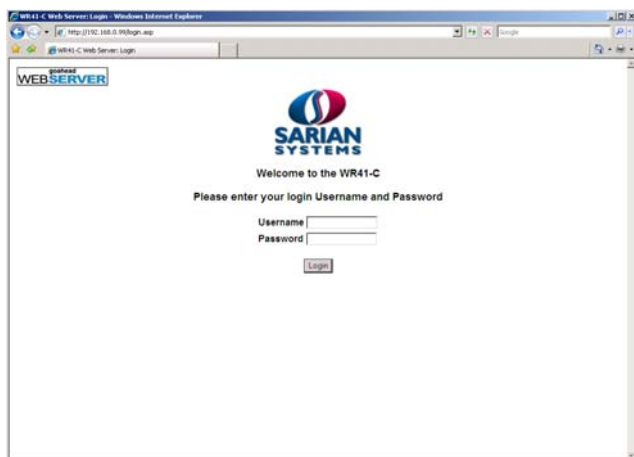 WR41-C Web Server: Login - Windows Internet Explorer
http://192.168.0.99/login.asp
Google
WR41-C Web Server: Login
goahead
WEBSERVER
SARIAN
SYSTEMS
Welcome to the WR41-C
Please enter your login Username and Password
Username
Password
Login